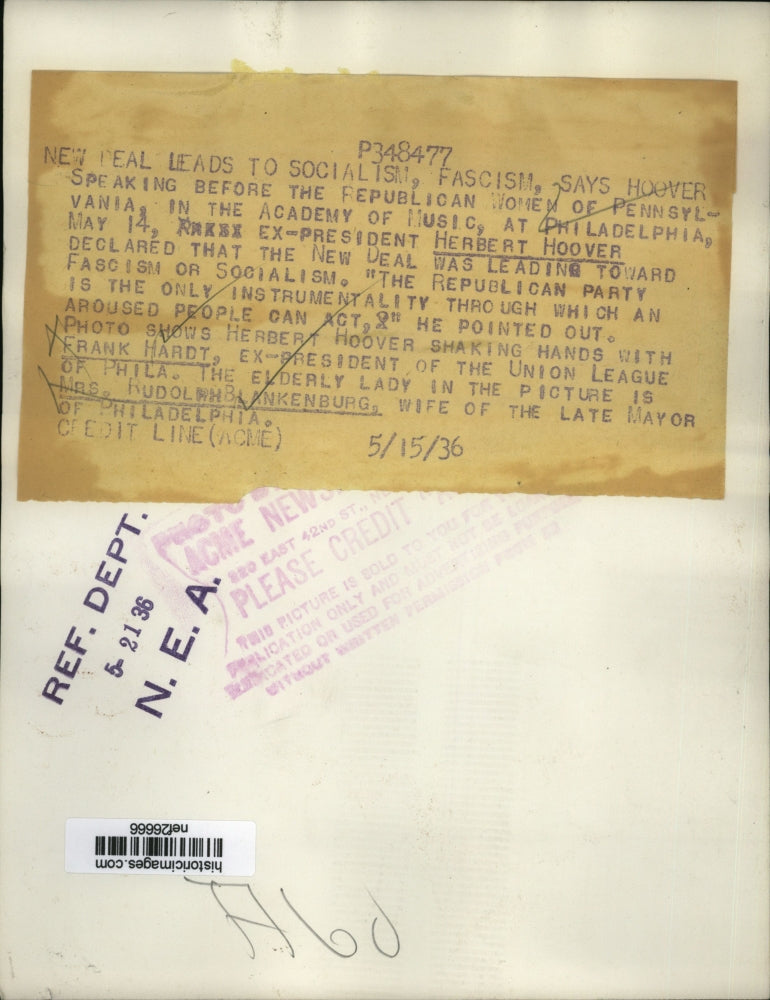 P348477
NEW DEAL LEADS TO SOCIALISM, FASCISM, SAYS HOOVER
SPEAKING BEFORE THE REPUBLICAN WOMEN OF PENNSYL-
VANIA, IN THE ACADEMY OF MUSIC, AT PHILADELPHIA,
MAY 14, EX-PRESIDENT HERBERT HOOVER
DECLARED THAT THE NEW DEAL WAS LEADING TOWARD
FASCISM OR SOCIALISM. "THE REPUBLICAN PARTY
IS THE ONLY INSTRUMENTALITY THROUGH WHICH AN
AROUSED PEOPLE CAN ACT," HE POINTED OUT.
PHOTO SHOWS HERBERT HOOVER SHAKING HANDS WITH
FRANK HARDT, EX-PRESIDENT OF THE UNION LEAGUE
OF PHILA. THE ELDERLY LADY IN THE PICTURE IS
MRS. RUDOLPH BLANKENBURG, WIFE OF THE LATE MAYOR
OF PHILADELPHIA.
CREDIT LINE (ACME) 5/15/36
PHOTO
ACME NEWS
220 EAST 42ND ST.,
PLEASE CREDIT
THIS PICTURE IS SOLD TO YOU FOR
PUBLICATION ONLY AND MUST NOT BE
OR USED FOR ADVERTISING
WITHOUT WRITTEN PERMISSION FROM US
REF. DEPT.
5 21 36
N. E. A.
historicimages.com
nef26666